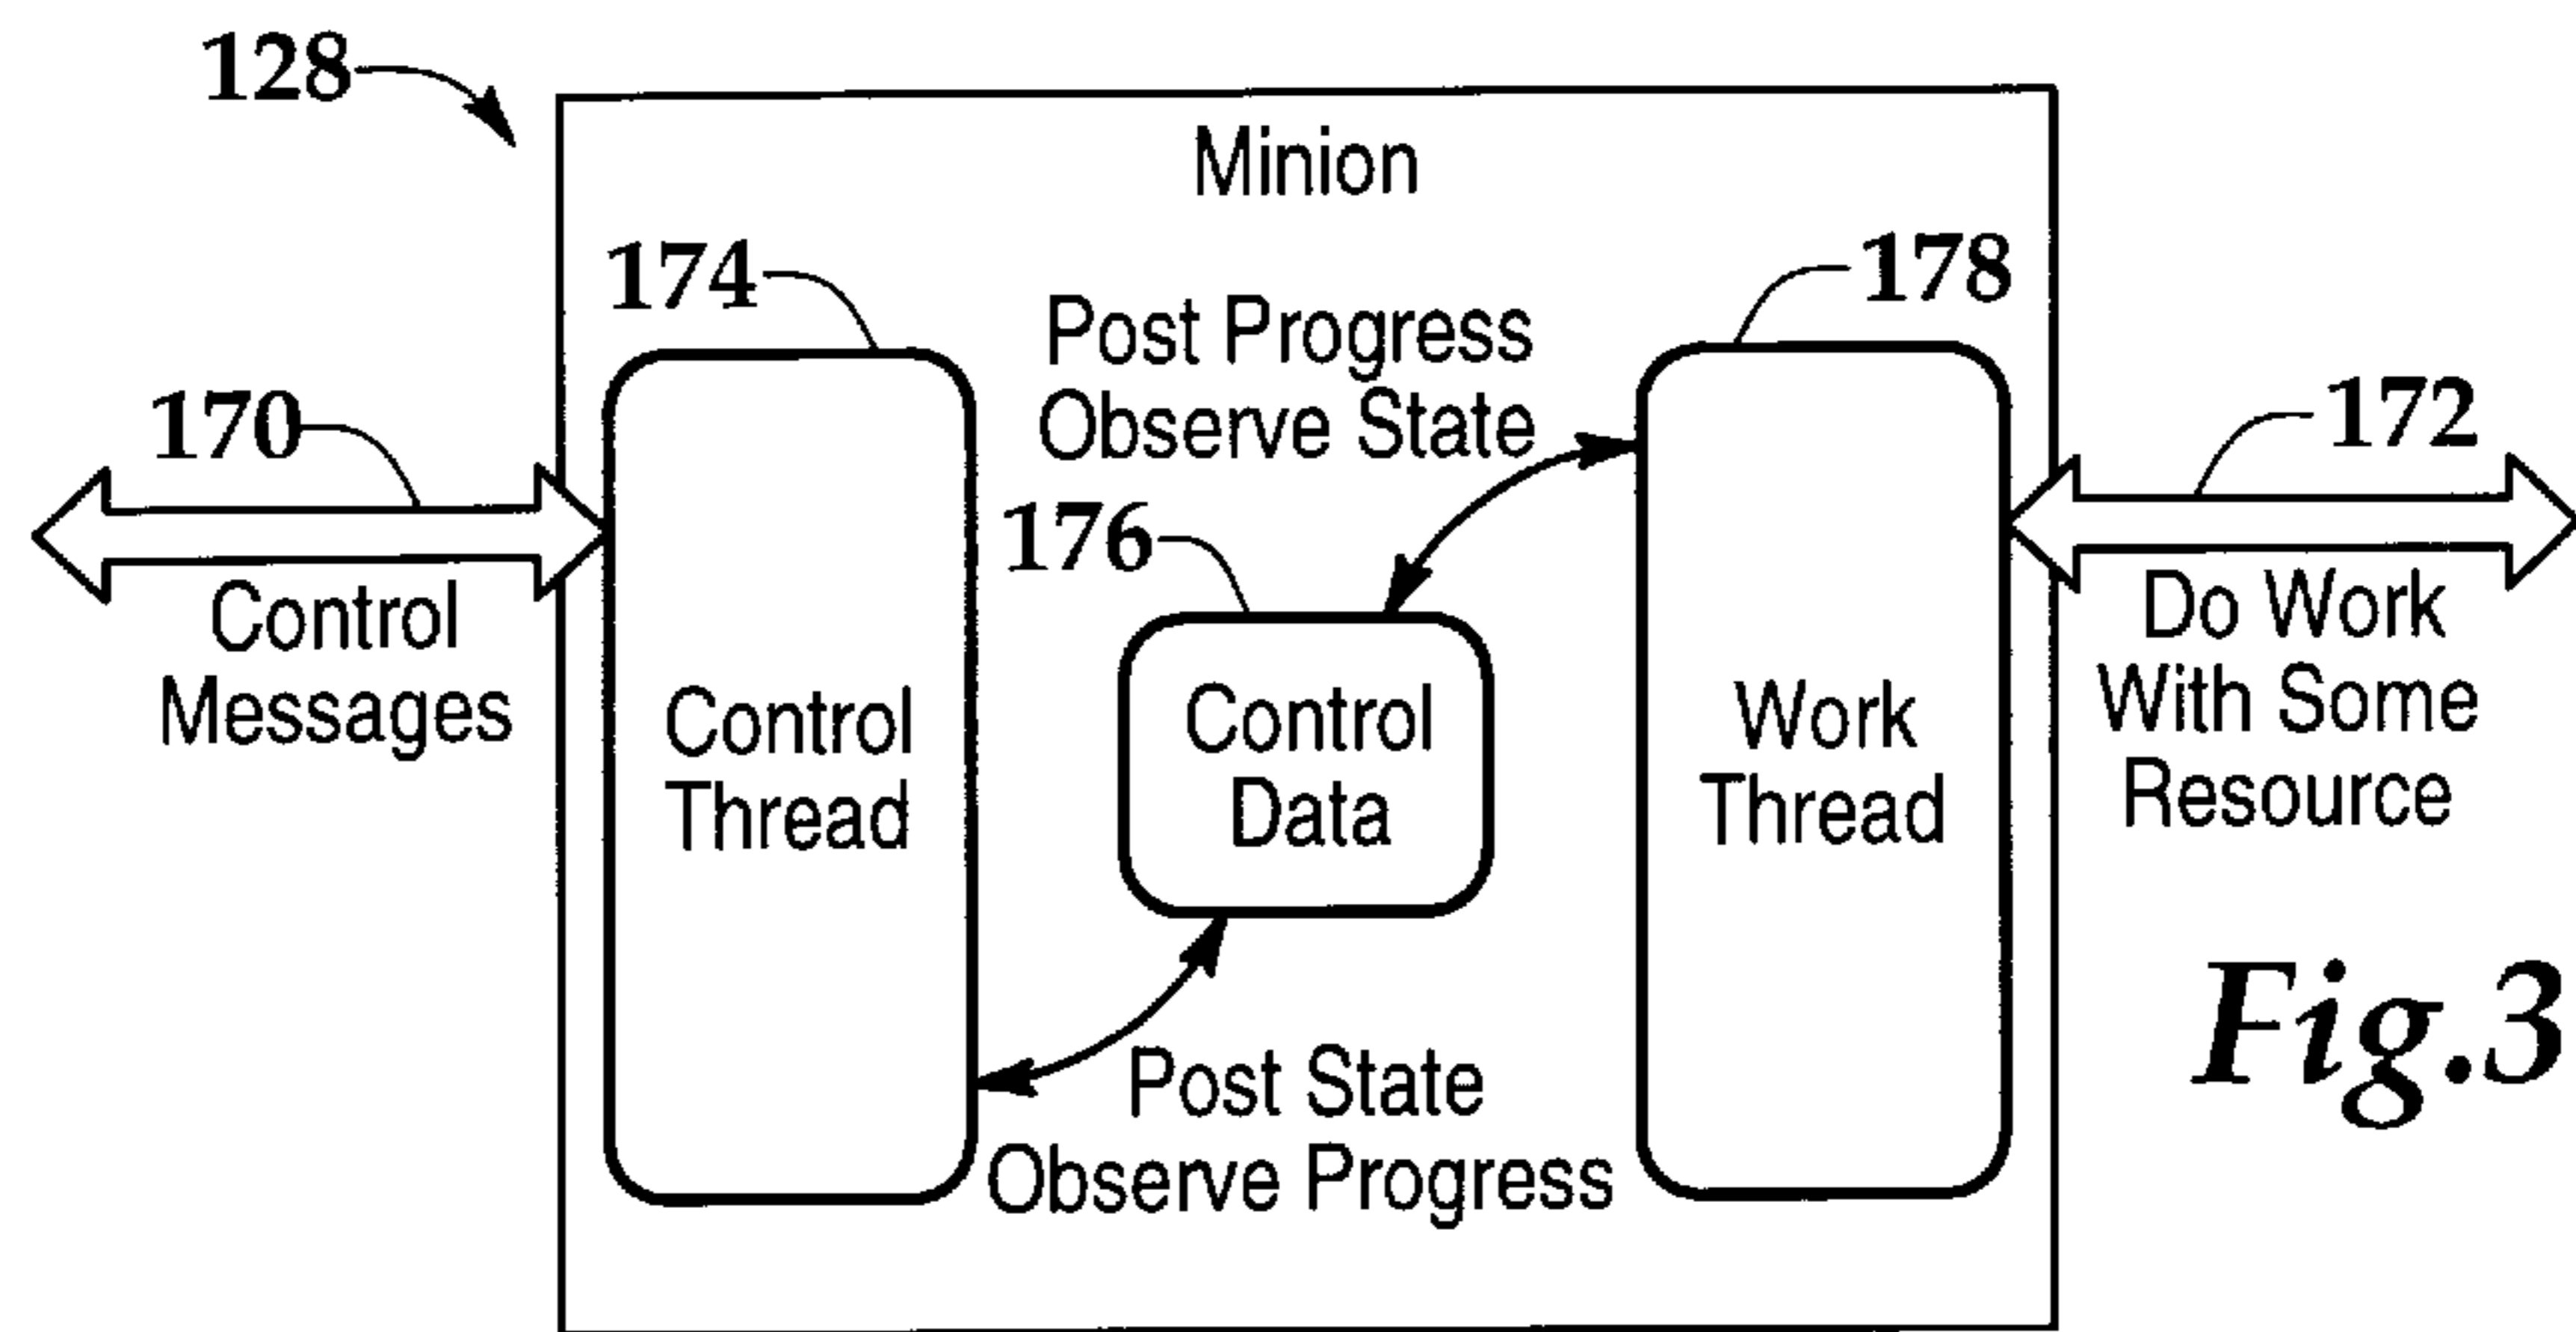 128
Minion
174
178
Post Progress
Observe State
170
172
176
Control
Messages
Do Work
With Some
Resource
Control
Thread
Control
Data
Work
Thread
Post State
Observe Progress
Fig.3